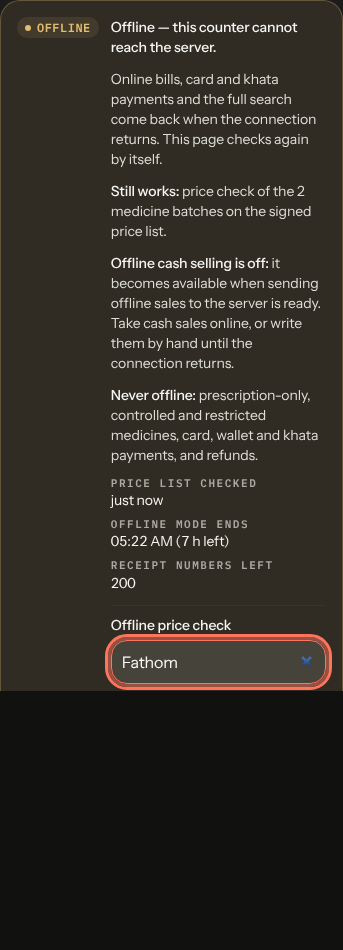 OFFLINE
Offline — this counter cannot
reach the server.
Online bills, card and khata
payments and the full search
come back when the connection
returns. This page checks again
by itself.
Still works: price check of the 2
medicine batches on the signed
price list.
Offline cash selling is off: it
becomes available when sending
offline sales to the server is ready.
Take cash sales online, or write
them by hand until the
connection returns.
Never offline: prescription-only,
controlled and restricted
medicines, card, wallet and khata
payments, and refunds.
PRICE LIST CHECKED
just now
OFFLINE MODE ENDS
05:22 AM (7 h left)
RECEIPT NUMBERS LEFT
200
Offline price check
Fathom